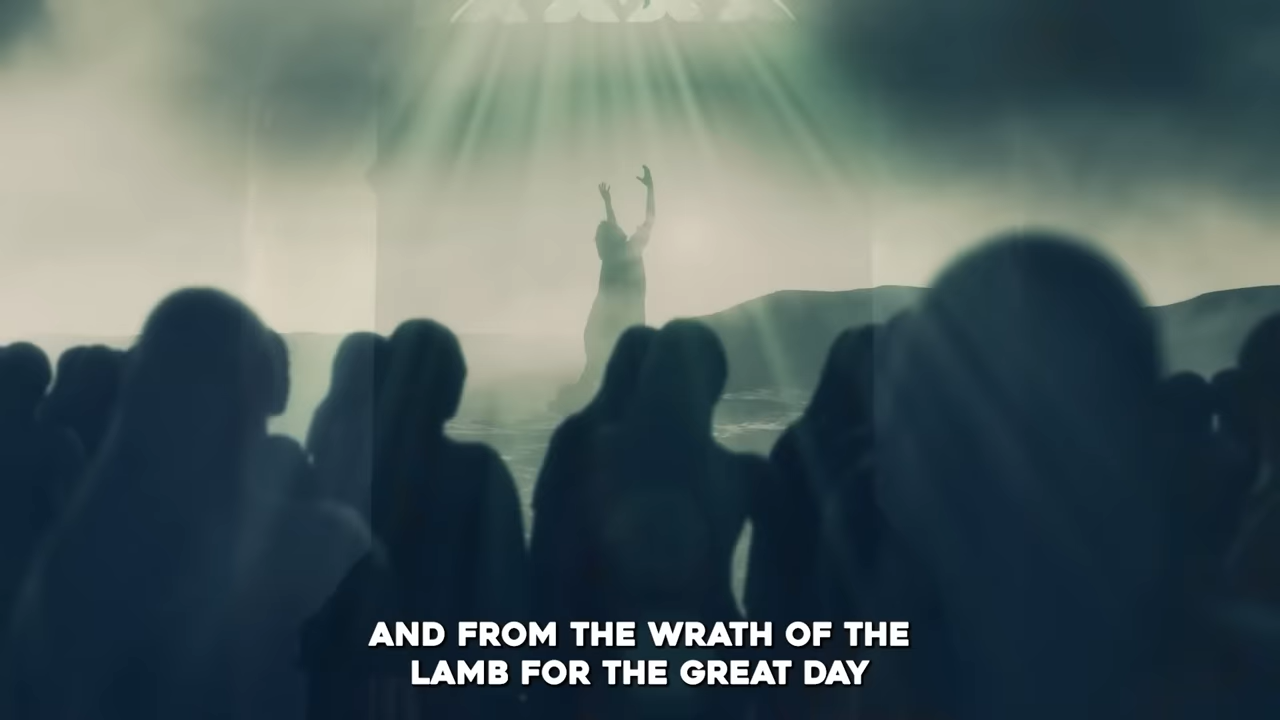 AND FROM THE WRATH OF THE
LAMB FOR THE GREAT DAY